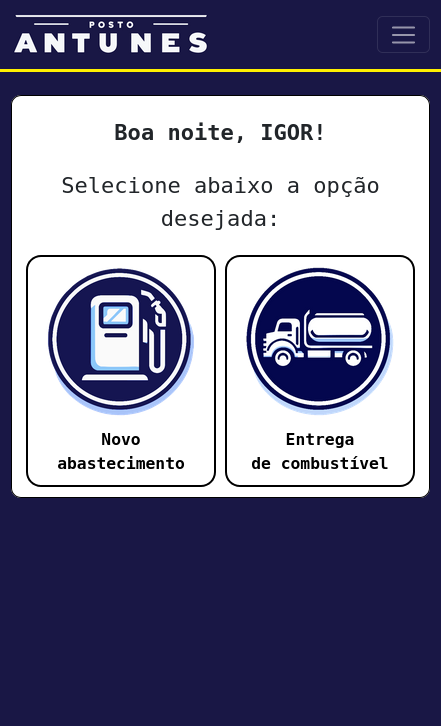 POSTO
ANTUNES
Boa noite, IGOR!
Selecione abaixo a opção
desejada:
Novo
abastecimento
Entrega
de combustível